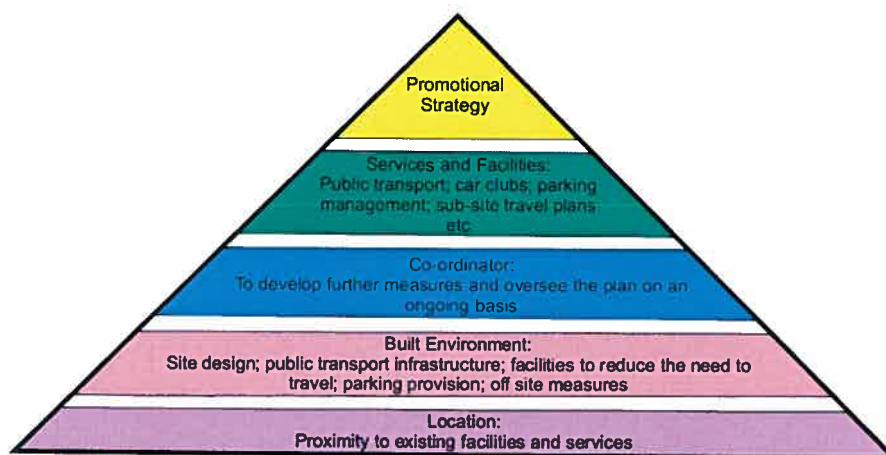 Promotional
Strategy
Services and Facilities:
Public transport; car clubs; parking
management; sub-site travel plans
etc
Co-ordinator:
To develop further measures and oversee the plan on an
ongoing basis
Built Environment:
Site design; public transport infrastructure; facilities to reduce the need to
travel; parking provision; off site measures
Location:
Proximity to existing facilities and services